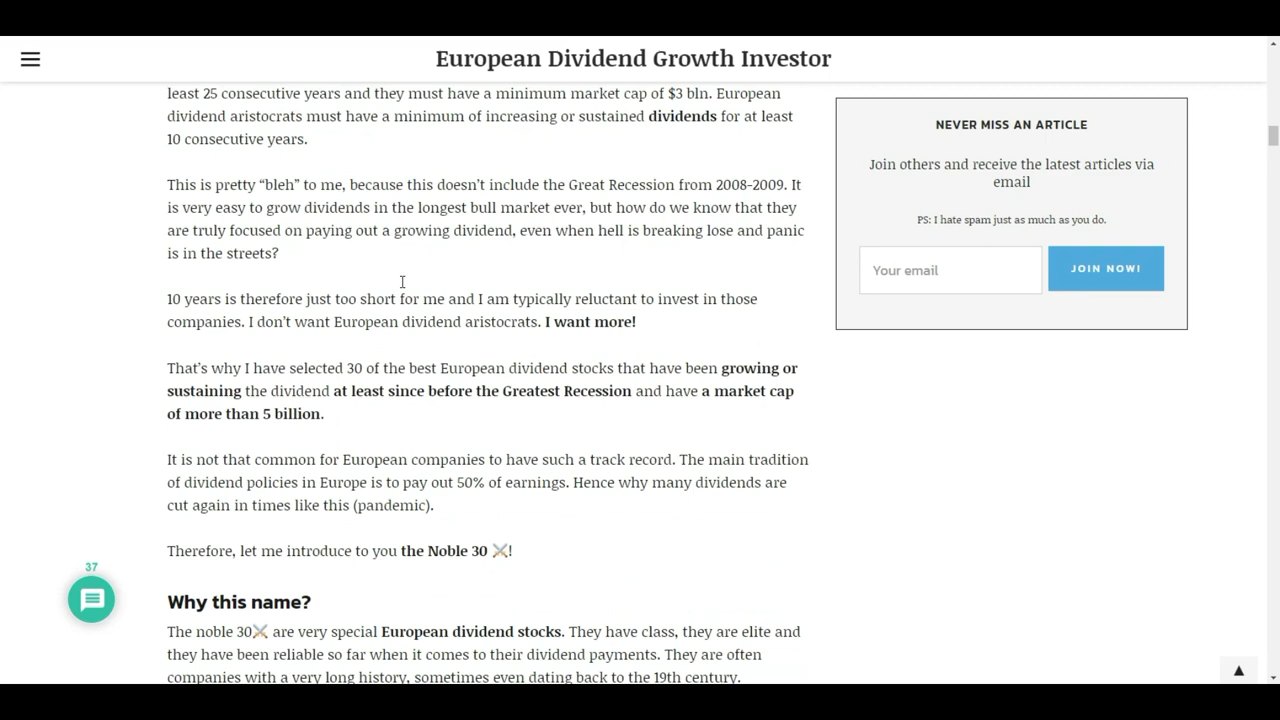 European Dividend Growth Investor
least 25 consecutive years and they must have a minimum market cap of $3 bln. European
dividend aristocrats must have a minimum of increasing or sustained dividends for at least
10 consecutive years.
This is pretty “bleh” to me, because this doesn’t include the Great Recession from 2008-2009. It
is very easy to grow dividends in the longest bull market ever, but how do we know that they
are truly focused on paying out a growing dividend, even when hell is breaking lose and panic
is in the streets?
10 years is therefore just too short for me and I am typically reluctant to invest in those
companies. I don’t want European dividend aristocrats. I want more!
That’s why I have selected 30 of the best European dividend stocks that have been growing or
sustaining the dividend at least since before the Greatest Recession and have a market cap
of more than 5 billion.
It is not that common for European companies to have such a track record. The main tradition
of dividend policies in Europe is to pay out 50% of earnings. Hence why many dividends are
cut again in times like this (pandemic).
Therefore, let me introduce to you the Noble 30 ⚔️!
Why this name?
The noble 30⚔️ are very special European dividend stocks. They have class, they are elite and
they have been reliable so far when it comes to their dividend payments. They are often
companies with a very long history, sometimes even dating back to the 19th century.
NEVER MISS AN ARTICLE
Join others and receive the latest articles via
email
PS: I hate spam just as much as you do.
Your email
JOIN NOW!
37